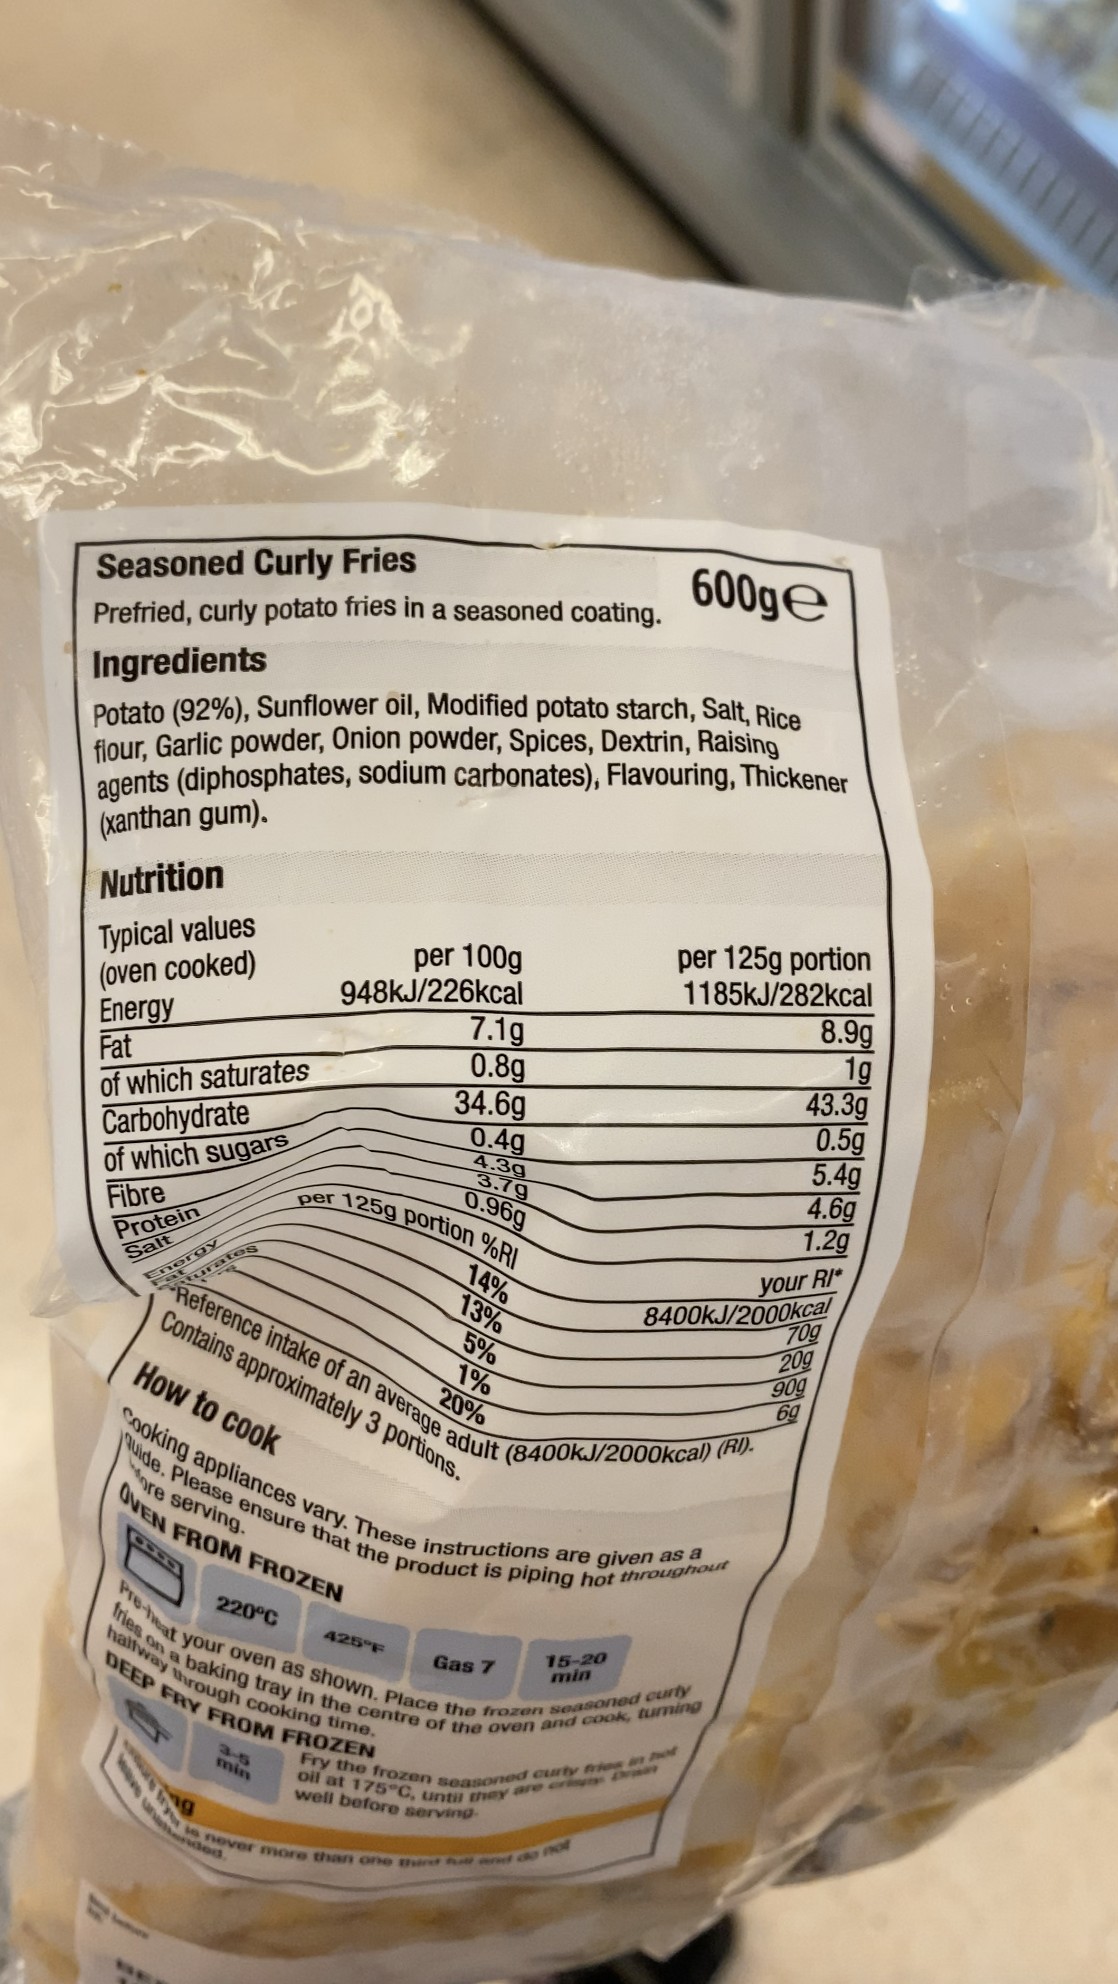 Seasoned Curly Fries
600g℮
Prefried, curly potato fries in a seasoned coating.
Ingredients
Potato (92%), Sunflower oil, Modified potato starch, Salt, Rice
flour, Garlic powder, Onion powder, Spices, Dextrin, Raising
agents (diphosphates, sodium carbonates), Flavouring, Thickener
(xanthan gum).
Nutrition
Typical values
(oven cooked) per 100g per 125g portion
Energy 948kJ/226kcal 1185kJ/282kcal
Fat 7.1g 8.9g
of which saturates 0.8g 1g
Carbohydrate 34.6g 43.3g
of which sugars 0.4g 0.5g
Fibre 4.3g 5.4g
Protein 3.7g 4.6g
Salt 0.96g 1.2g
per 125g portion %RI your RI*
Energy 14% 8400kJ/2000kcal
Fat 13% 70g
Saturates 5% 20g
1% 90g
20% 6g
*Reference intake of an average adult (8400kJ/2000kcal) (RI).
Contains approximately 3 portions.
How to cook
Cooking appliances vary. These instructions are given as a
guide. Please ensure that the product is piping hot throughout
before serving.
OVEN FROM FROZEN
220°C 425°F Gas 7 15-20 min
Pre-heat your oven as shown. Place the frozen seasoned curly
fries on a baking tray in the centre of the oven and cook, turning
halfway through cooking time.
DEEP FRY FROM FROZEN
3-5 min
Fry the frozen seasoned curly fries in hot
oil at 175°C, until they are crispy. Drain
well before serving.
ensure fryer is never more than one third full and do not
leave unattended.
Best before